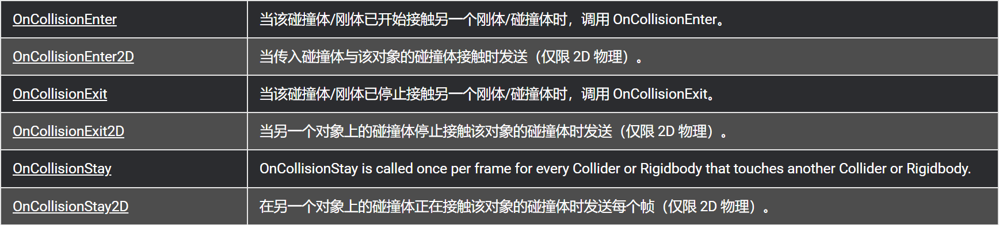 OnCollisionEnter
当该碰撞体/刚体已开始接触另一个刚体/碰撞体时，调用 OnCollisionEnter。
OnCollisionEnter2D
当传入碰撞体与该对象的碰撞体接触时发送（仅限 2D 物理）。
OnCollisionExit
当该碰撞体/刚体已停止接触另一个刚体/碰撞体时，调用 OnCollisionExit。
OnCollisionExit2D
当另一个对象上的碰撞体停止接触该对象的碰撞体时发送（仅限 2D 物理）。
OnCollisionStay
OnCollisionStay is called once per frame for every Collider or Rigidbody that touches another Collider or Rigidbody.
OnCollisionStay2D
在另一个对象上的碰撞体正在接触该对象的碰撞体时发送每个帧（仅限 2D 物理）。